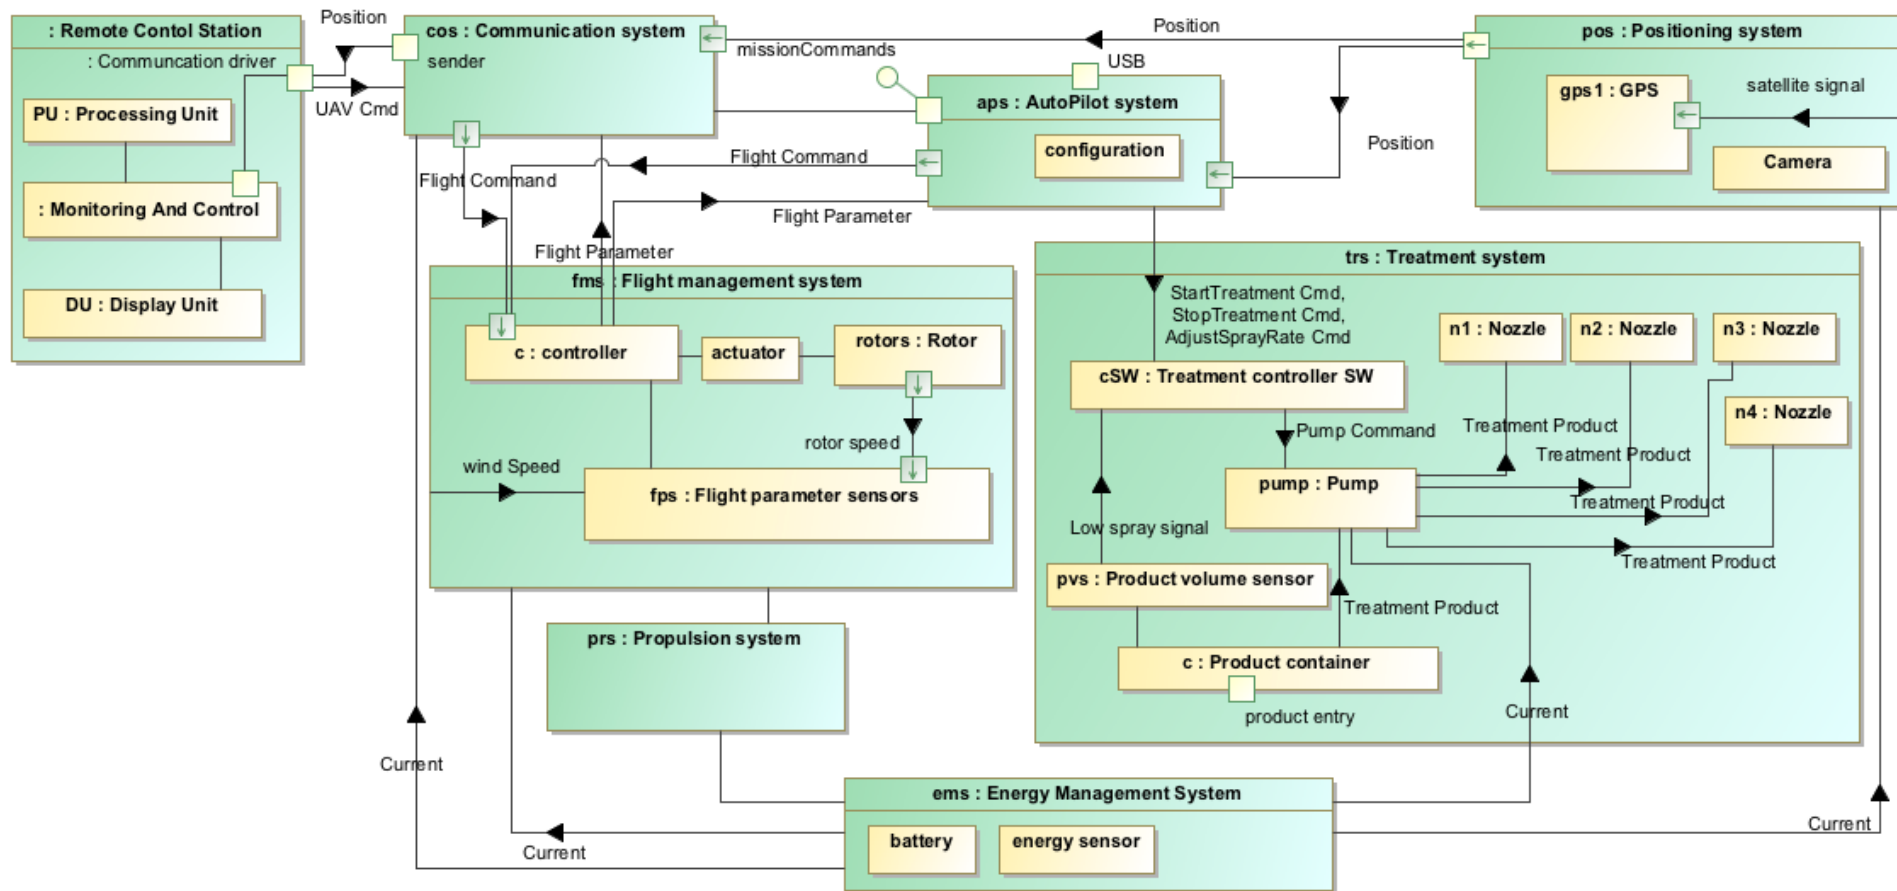 : Remote Contol Station
: Communcation driver
PU : Processing Unit
: Monitoring And Control
DU : Display Unit
Position
UAV Cmd
cos : Communication system
sender
missionCommands
USB
Position
aps : AutoPilot system
configuration
pos : Positioning system
gps1 : GPS
satellite signal
Camera
Position
Flight Command
Flight Command
Flight Parameter
Flight Parameter
fms : Flight management system
c : controller
actuator
rotors : Rotor
rotor speed
wind Speed
fps : Flight parameter sensors
trs : Treatment system
StartTreatment Cmd,
StopTreatment Cmd,
AdjustSprayRate Cmd
n1 : Nozzle
n2 : Nozzle
n3 : Nozzle
n4 : Nozzle
cSW : Treatment controller SW
Pump Command
Treatment Product
Treatment Product
Treatment Product
Treatment Product
pump : Pump
Low spray signal
pvs : Product volume sensor
Treatment Product
c : Product container
product entry
Current
prs : Propulsion system
Current
ems : Energy Management System
battery
energy sensor
Current
Current